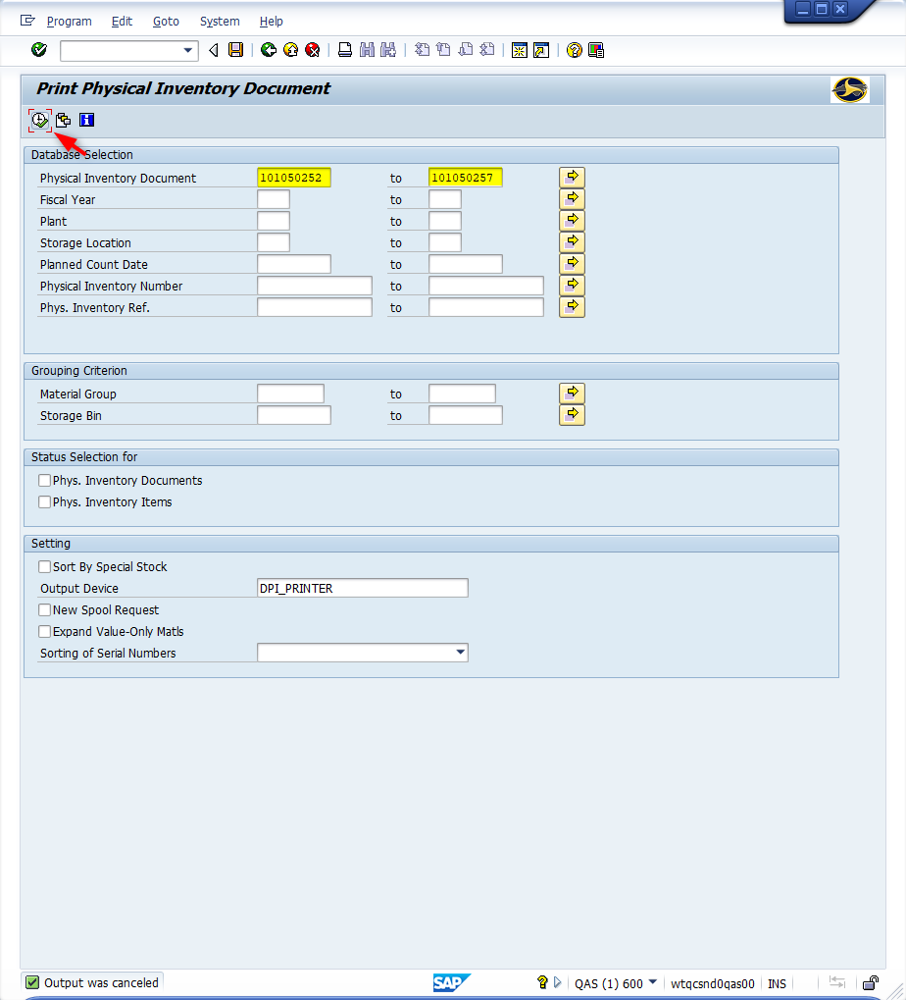 Program Edit Goto System Help
Print Physical Inventory Document
Database Selection
Physical Inventory Document 101050252 to 101050257
Fiscal Year to
Plant to
Storage Location to
Planned Count Date to
Physical Inventory Number to
Phys. Inventory Ref. to
Grouping Criterion
Material Group to
Storage Bin to
Status Selection for
Phys. Inventory Documents
Phys. Inventory Items
Setting
Sort By Special Stock
Output Device DPI_PRINTER
New Spool Request
Expand Value-Only Matls
Sorting of Serial Numbers
Output was canceled SAP QAS (1) 600 wtqcsnd0qas00 INS